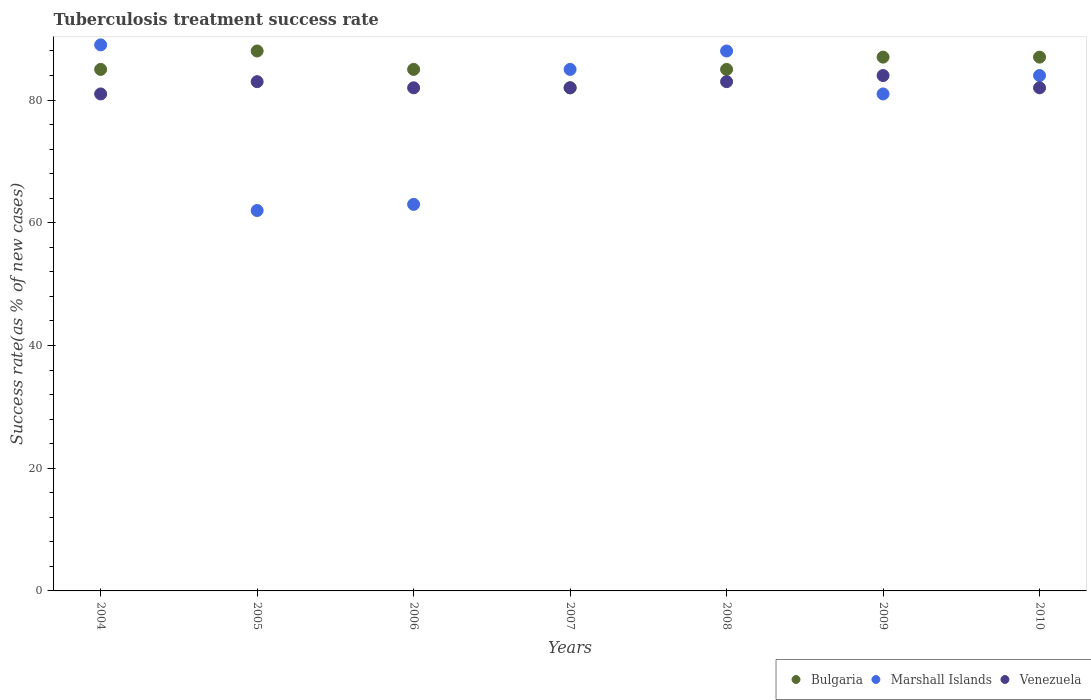 Tuberculosis treatment success rate
Success rate(as % of new cases)
80
60
40
20
0
2004
2005
2006
2007
2008
2009
2010
Years
Bulgaria
Marshall Islands
Venezuela